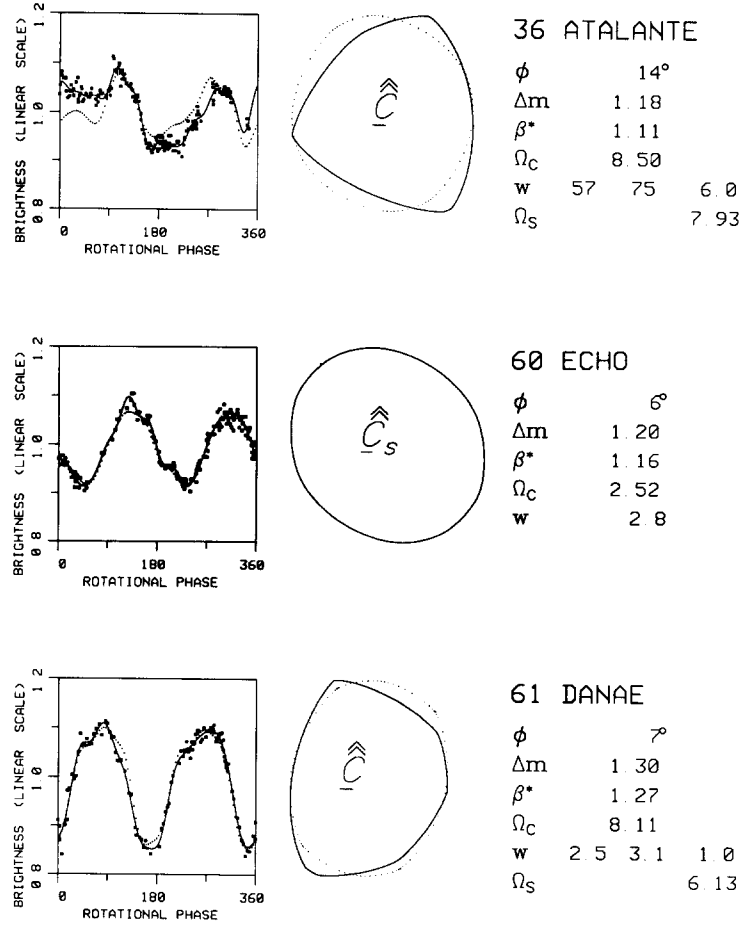 36 ATALANTE
BRIGHTNESS (LINEAR SCALE)
0.8 1.0 1.2
0 180 360
ROTATIONAL PHASE
C
ϕ 14°
Δm 1.18
β* 1.11
ΩC 8.50
w 57 75 6.0
ΩS 7.93
60 ECHO
BRIGHTNESS (LINEAR SCALE)
0.8 1.0 1.2
0 180 360
ROTATIONAL PHASE
Cs
ϕ 6°
Δm 1.20
β* 1.16
ΩC 2.52
w 2.8
61 DANAE
BRIGHTNESS (LINEAR SCALE)
0.8 1.0 1.2
0 180 360
ROTATIONAL PHASE
C
ϕ 7°
Δm 1.30
β* 1.27
ΩC 8.11
w 2.5 3.1 1.0
ΩS 6.13